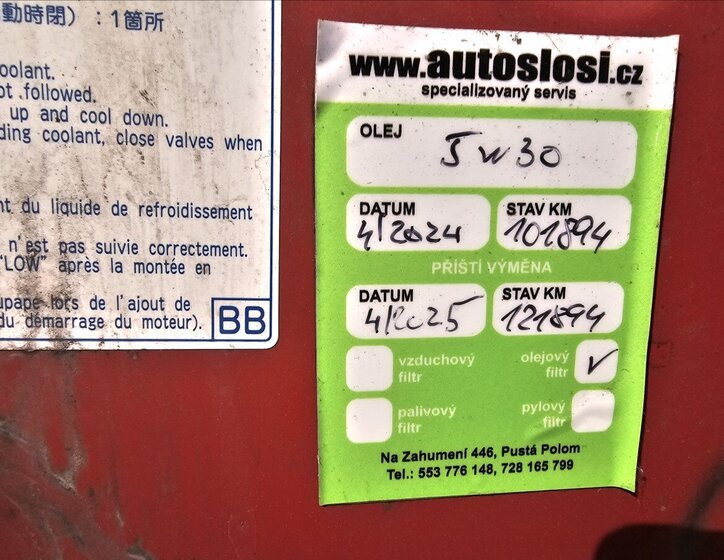 動時閉）：1箇所
oolant.
ot followed.
up and cool down.
ding coolant, close valves when
nt du liquide de refroidissement
n'est pas suivie correctement.
"LOW" après la montée en
upape lors de l'ajout de
du démarrage du moteur).
BB
www.autoslosi.cz
specializovaný servis
OLEJ
5w30
DATUM STAV KM
4/2024 101894
PŘÍŠTÍ VÝMĚNA
DATUM STAV KM
4/2025 121894
vzduchový filtr
olejový filtr
✓
palivový filtr
pylový filtr
Na Zahumení 446, Pustá Polom
Tel.: 553 776 148, 728 165 799